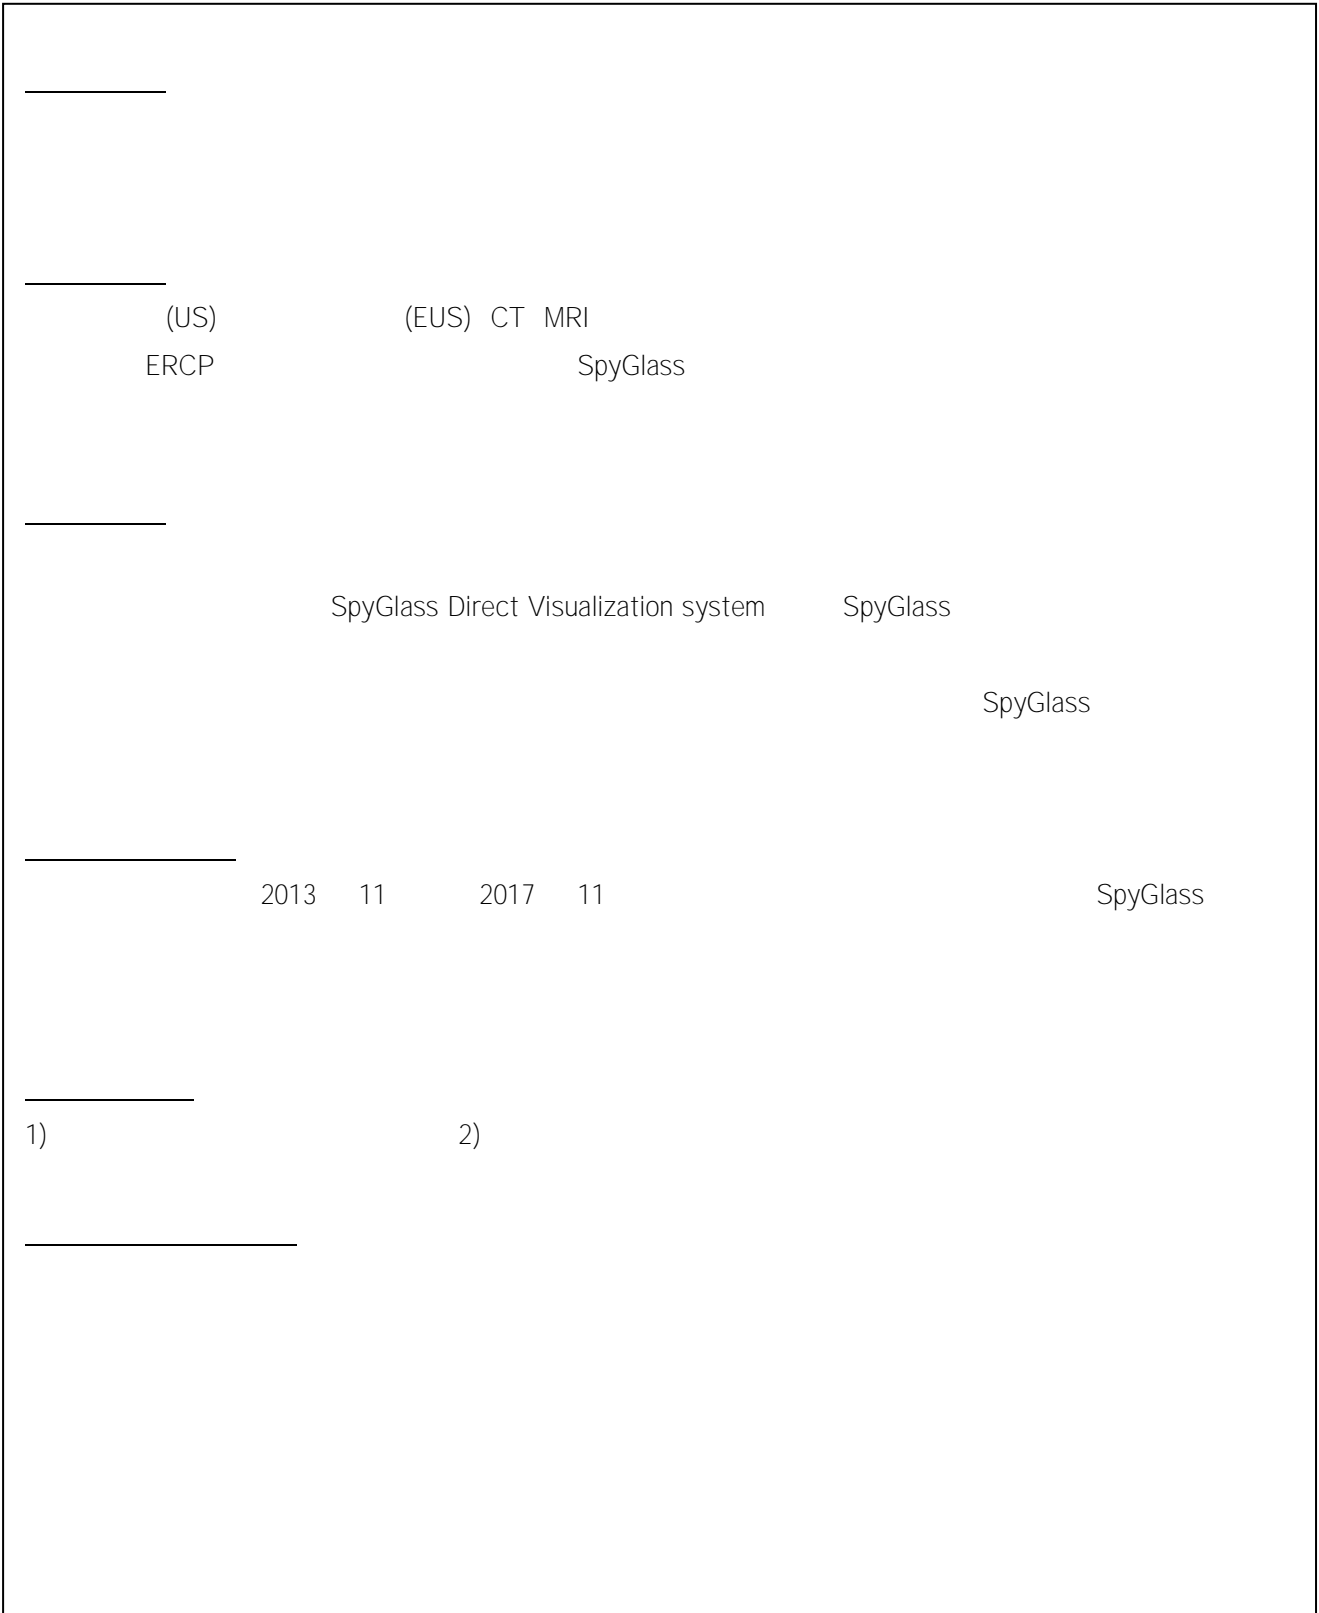 (US) (EUS) CT MRI
ERCP SpyGlass
SpyGlass Direct Visualization system SpyGlass
SpyGlass
2013 11 2017 11 SpyGlass
1) 2)